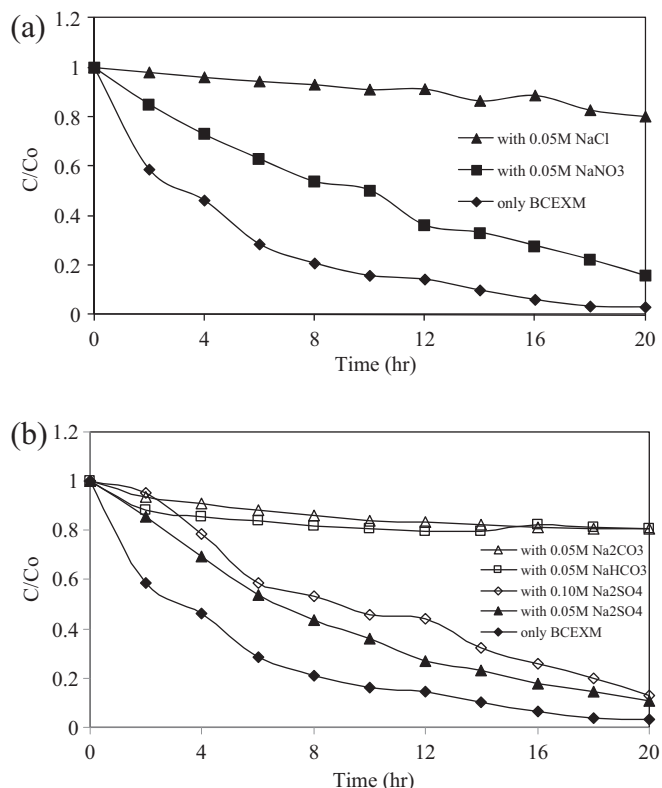 (a)
1.2
1
0.8
0.6
0.4
0.2
0
C/Co
with 0.05M NaCl
with 0.05M NaNO3
only BCEXM
0 4 8 12 16 20
Time (hr)
(b)
1.2
1
0.8
0.6
0.4
0.2
0
C/Co
with 0.05M Na2CO3
with 0.05M NaHCO3
with 0.10M Na2SO4
with 0.05M Na2SO4
only BCEXM
0 4 8 12 16 20
Time (hr)